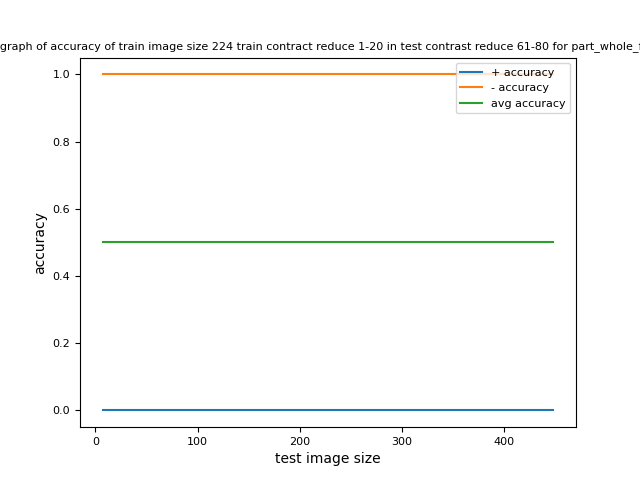 graph of accuracy of train image size 224 train contract reduce 1-20 in test contrast reduce 61-80 for part_whole_
+ accuracy
- accuracy
avg accuracy
accuracy
1.0
0.8
0.6
0.4
0.2
0.0
0
100
200
300
400
test image size